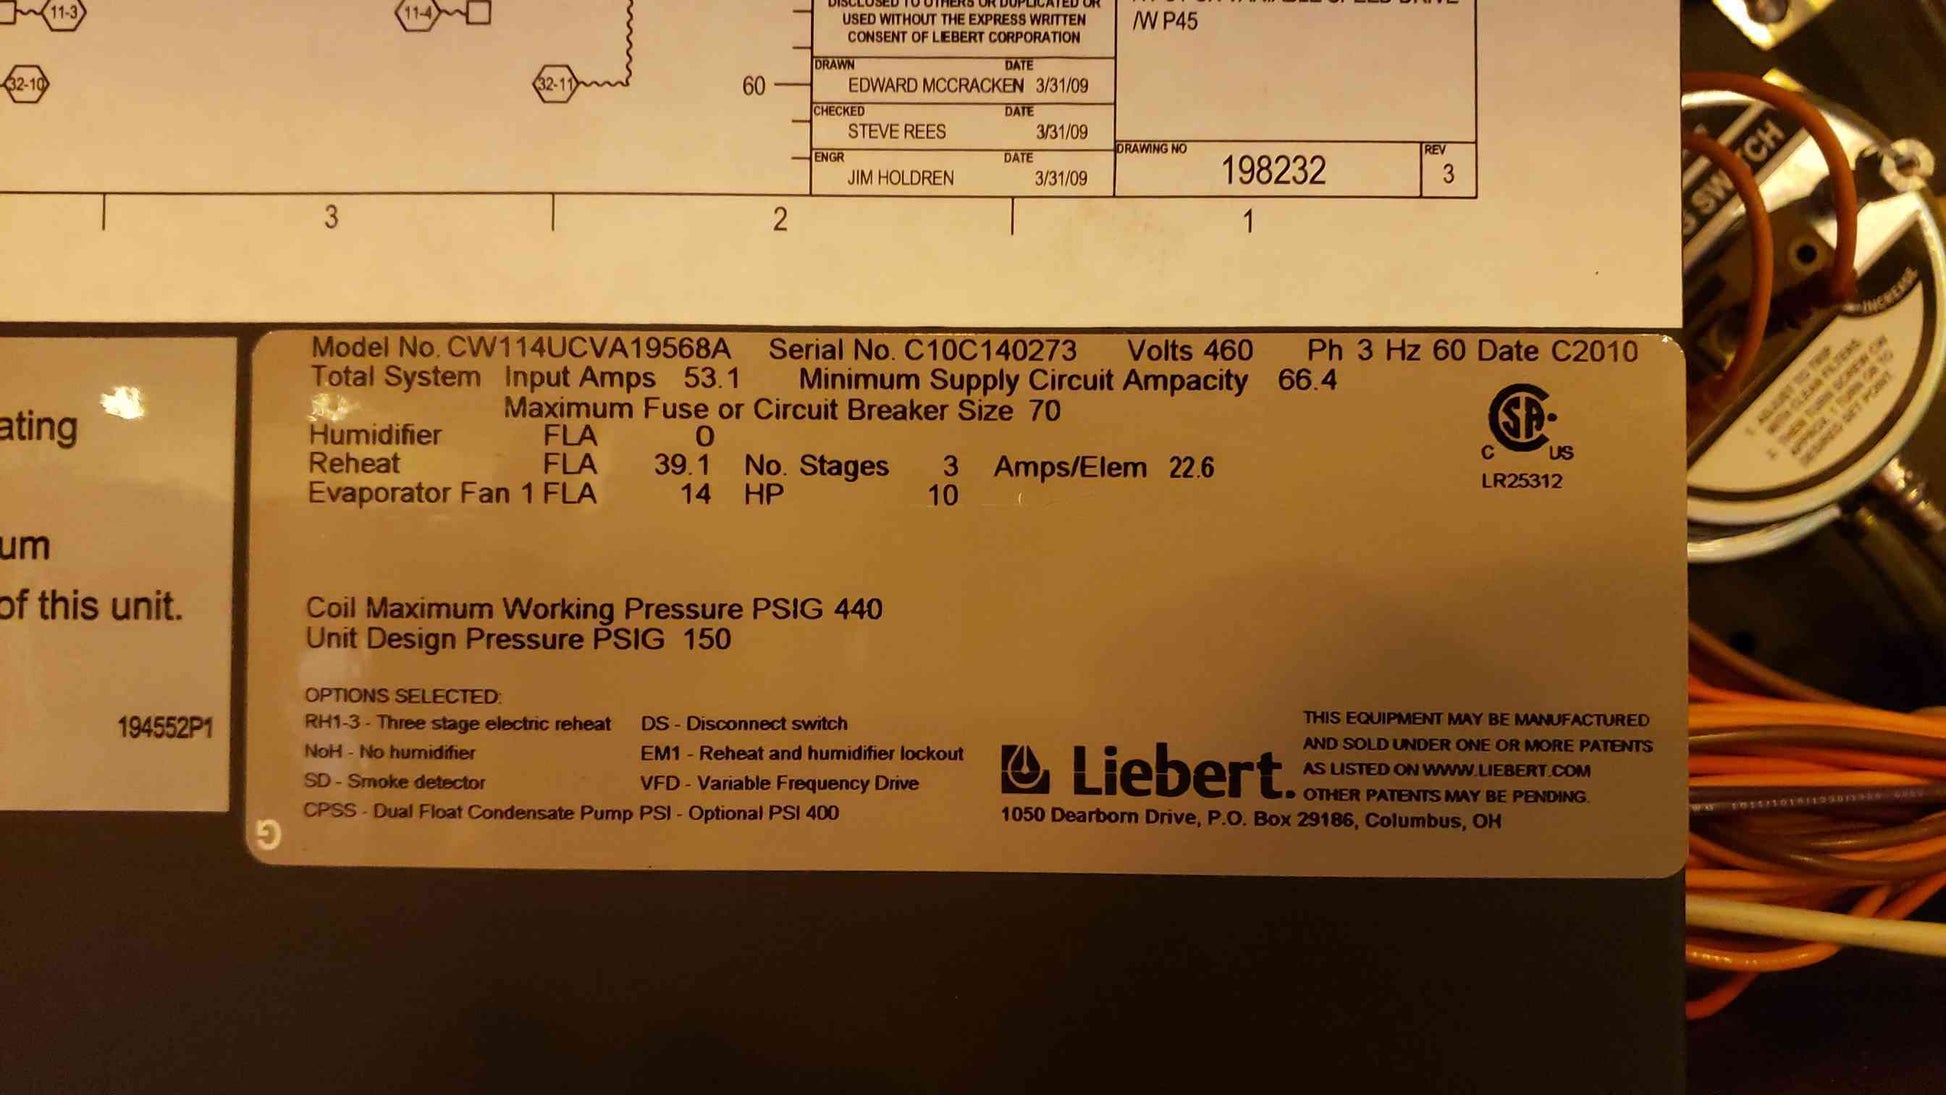 11-3
11-4
32-10
32-11
60
DISCLOSED TO OTHERS OR DUPLICATED OR
USED WITHOUT THE EXPRESS WRITTEN
CONSENT OF LIEBERT CORPORATION
DRAWN DATE
EDWARD MCCRACKEN 3/31/09
CHECKED DATE
STEVE REES 3/31/09
ENGR DATE
JIM HOLDREN 3/31/09
/W P45
DRAWING NO
198232
REV
3
3 2 1
SWITCH
INCREASE
ating
um
of this unit.
194552P1
Model No. CW114UCVA19568A Serial No. C10C140273 Volts 460 Ph 3 Hz 60 Date C2010
Total System Input Amps 53.1 Minimum Supply Circuit Ampacity 66.4
Maximum Fuse or Circuit Breaker Size 70
Humidifier FLA 0
Reheat FLA 39.1 No. Stages 3 Amps/Elem 22.6
Evaporator Fan 1 FLA 14 HP 10
SA
C US
LR25312
Coil Maximum Working Pressure PSIG 440
Unit Design Pressure PSIG 150
OPTIONS SELECTED:
RH1-3 - Three stage electric reheat DS - Disconnect switch
NoH - No humidifier EM1 - Reheat and humidifier lockout
SD - Smoke detector VFD - Variable Frequency Drive
CPSS - Dual Float Condensate Pump PSI - Optional PSI 400
G
Liebert.
1050 Dearborn Drive, P.O. Box 29186, Columbus, OH
THIS EQUIPMENT MAY BE MANUFACTURED
AND SOLD UNDER ONE OR MORE PATENTS
AS LISTED ON WWW.LIEBERT.COM
OTHER PATENTS MAY BE PENDING.